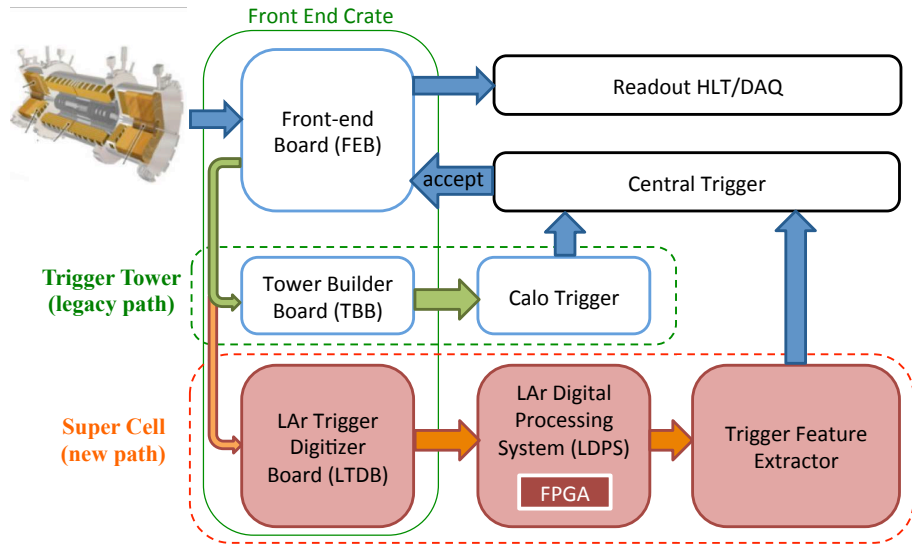 Front End Crate
Front-end
Board (FEB)
Readout HLT/DAQ
accept
Central Trigger
Trigger Tower
(legacy path)
Tower Builder
Board (TBB)
Calo Trigger
Super Cell
(new path)
LAr Trigger
Digitizer
Board (LTDB)
LAr Digital
Processing
System (LDPS)
FPGA
Trigger Feature
Extractor